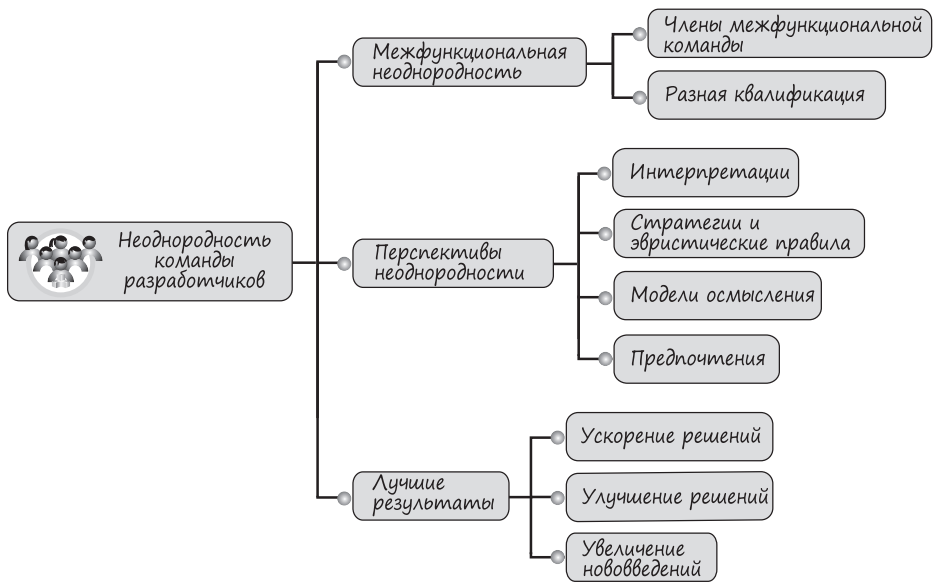 Неоднородность
команды
разработчиков
Межфункциональная
неоднородность
Члены межфункциональной
команды
Разная квалификация
Перспективы
неоднородности
Интерпретации
Стратегии и
эвристические правила
Модели осмысления
Предпочтения
Лучшие
результаты
Ускорение решений
Улучшение решений
Увеличение
нововведений